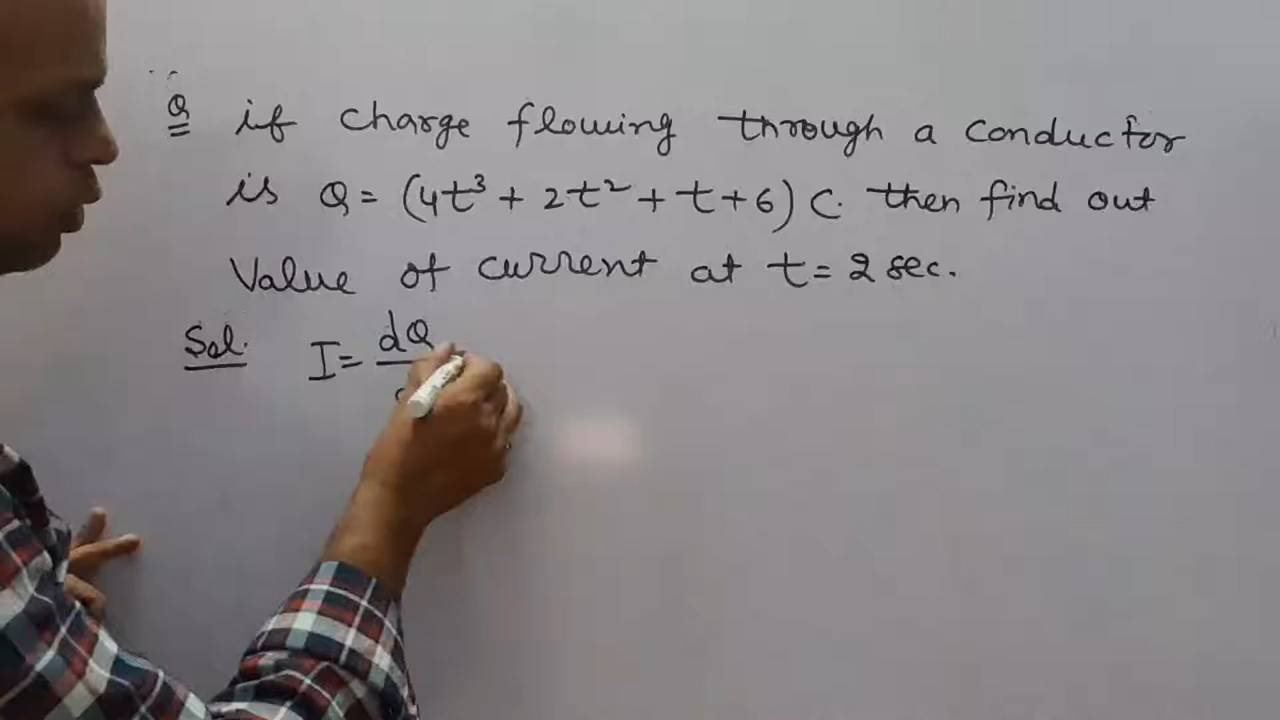 Q if charge flowing through a conductor
is Q = (4t³ + 2t² + t + 6) C. then find out
Value of current at t = 2 sec.
Sol. I = dQ